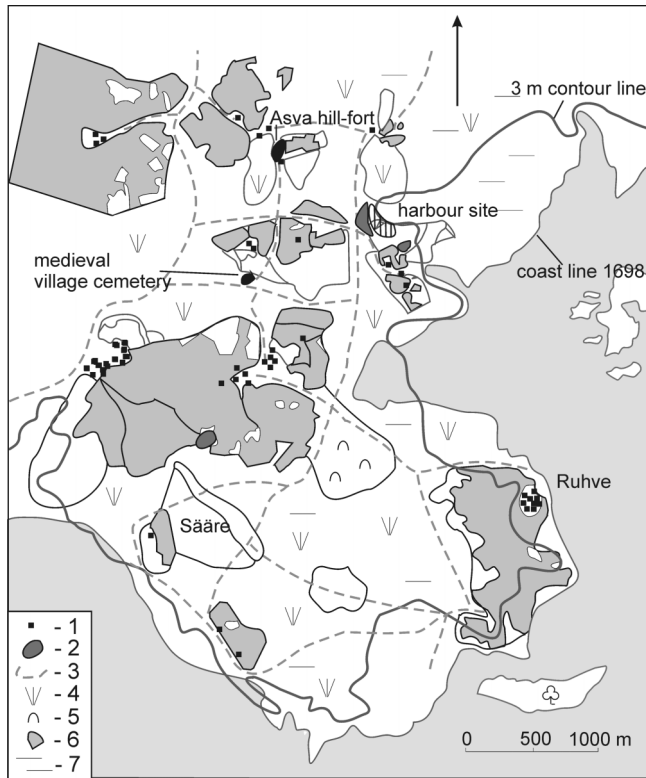 3 m contour line
Asva hill-fort
harbour site
medieval
village cemetery
coast line 1698
Ruhve
Sääre
- 1
- 2
- 3
- 4
- 5
- 6
- 7
0 500 1000 m